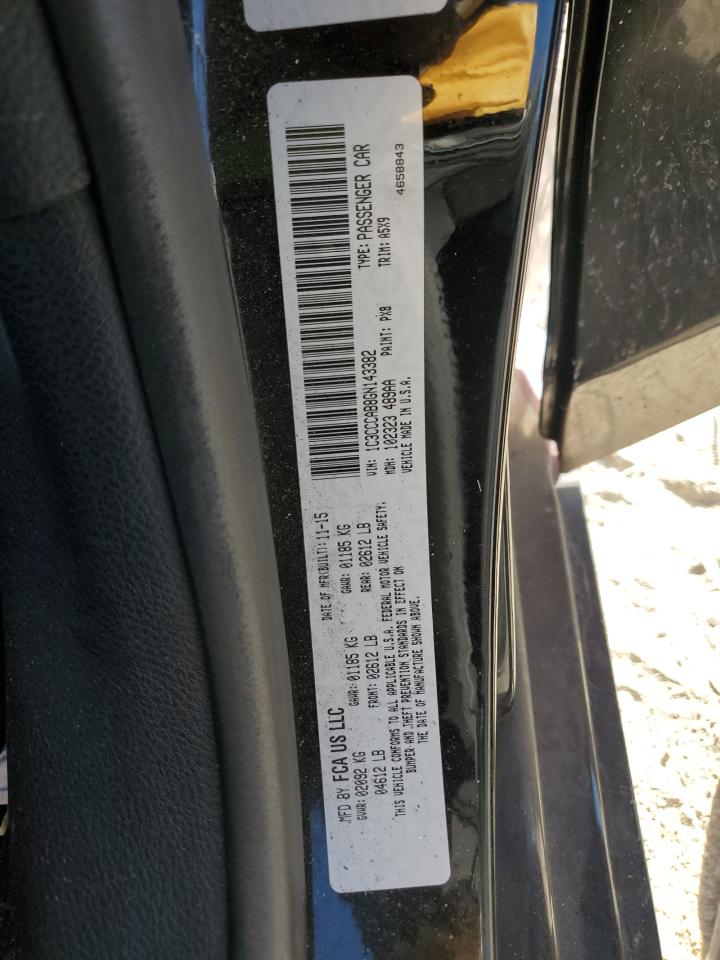 MFD BY FCA US LLC
DATE OF MFR(BUILT): 11-15
GVWR: 02092 KG
GAWR: 01185 KG
GAWR: 01185 KG
04612 LB
FRONT: 02612 LB
REAR: 02612 LB
THIS VEHICLE CONFORMS TO ALL APPLICABLE U.S.A. FEDERAL MOTOR VEHICLE SAFETY,
BUMPER AND THEFT PREVENTION STANDARDS IN EFFECT ON
THE DATE OF MANUFACTURE SHOWN ABOVE.
VIN: 1C3CCCAB8GN143382
TYPE: PASSENGER CAR
MDH: 102323 489AA
PAINT: PX8
TRIM: A5X9
VEHICLE MADE IN U.S.A.
4658843